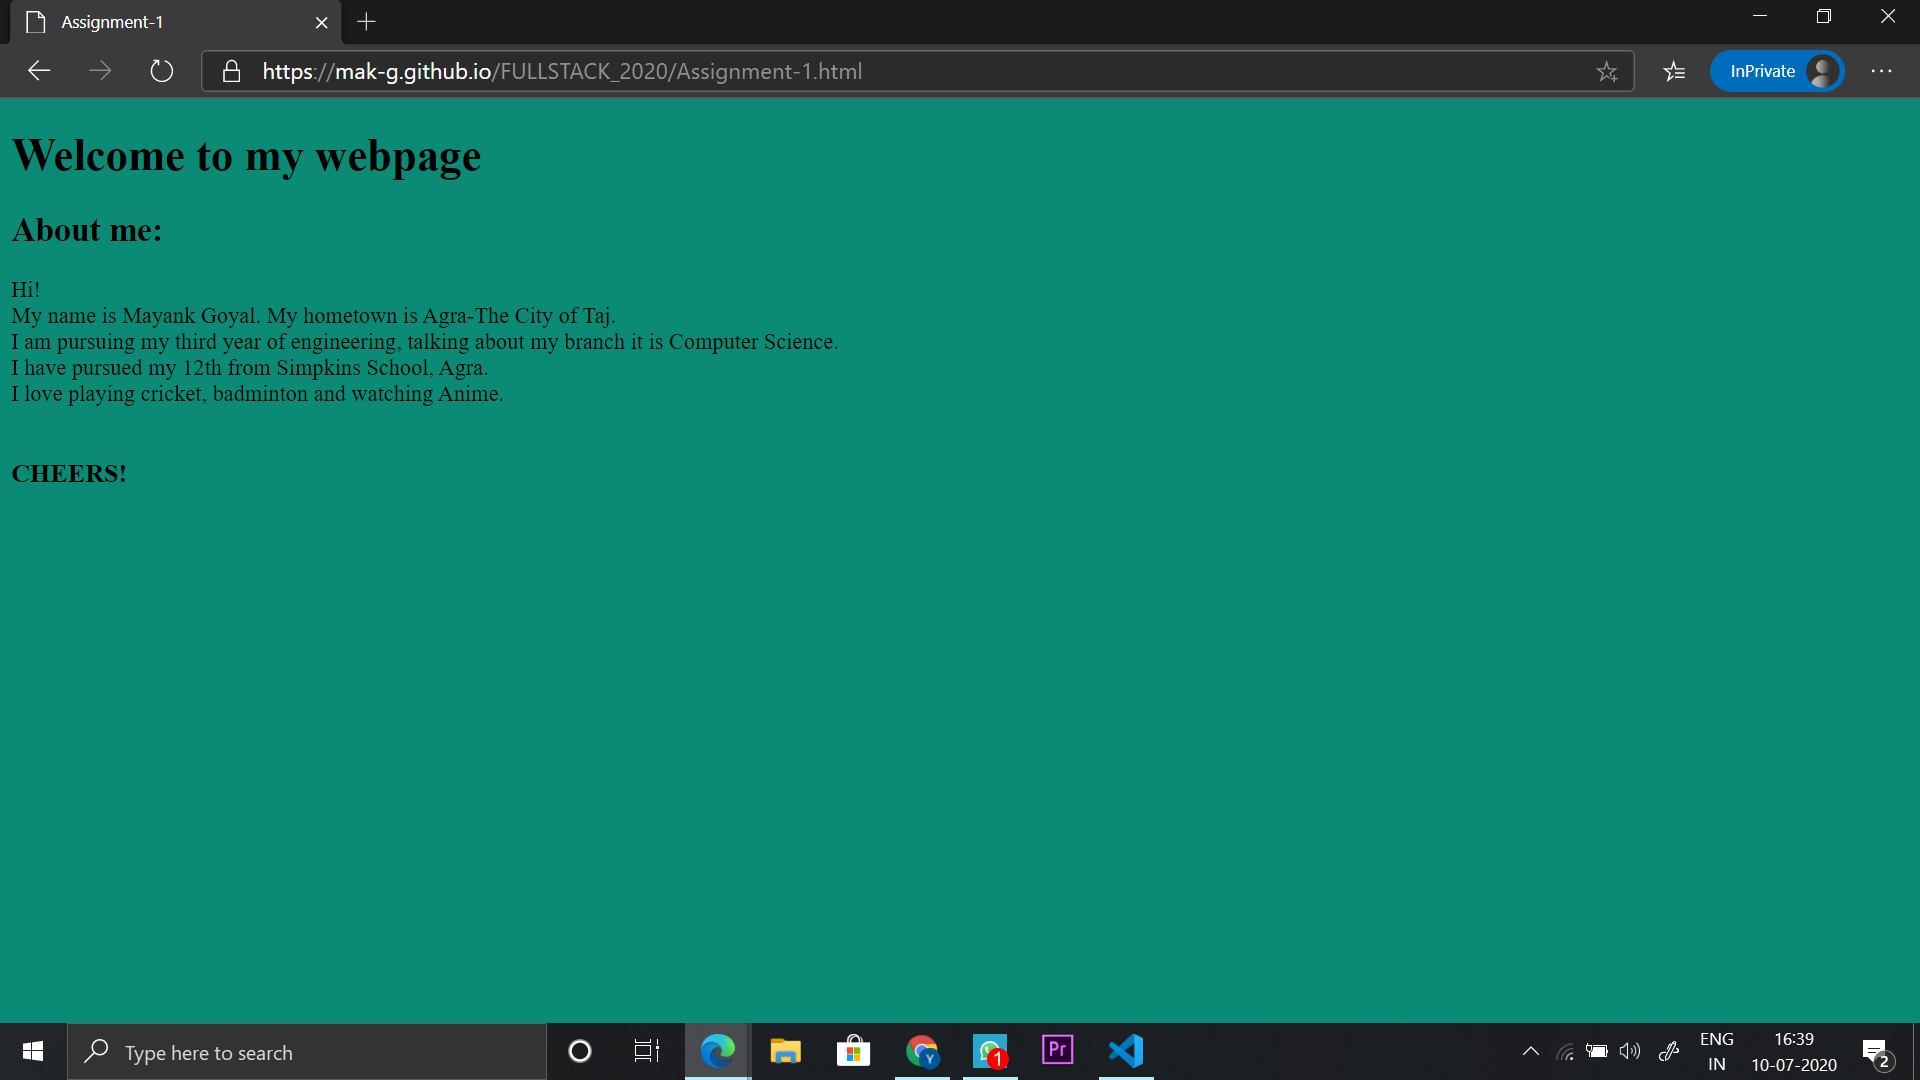 Assignment-1
https://mak-g.github.io/FULLSTACK_2020/Assignment-1.html
InPrivate
Welcome to my webpage
About me:
Hi!
My name is Mayank Goyal. My hometown is Agra-The City of Taj.
I am pursuing my third year of engineering, talking about my branch it is Computer Science.
I have pursued my 12th from Simpkins School, Agra.
I love playing cricket, badminton and watching Anime.
CHEERS!
Type here to search
Y
1
Pr
ENG
IN
16:39
10-07-2020
2